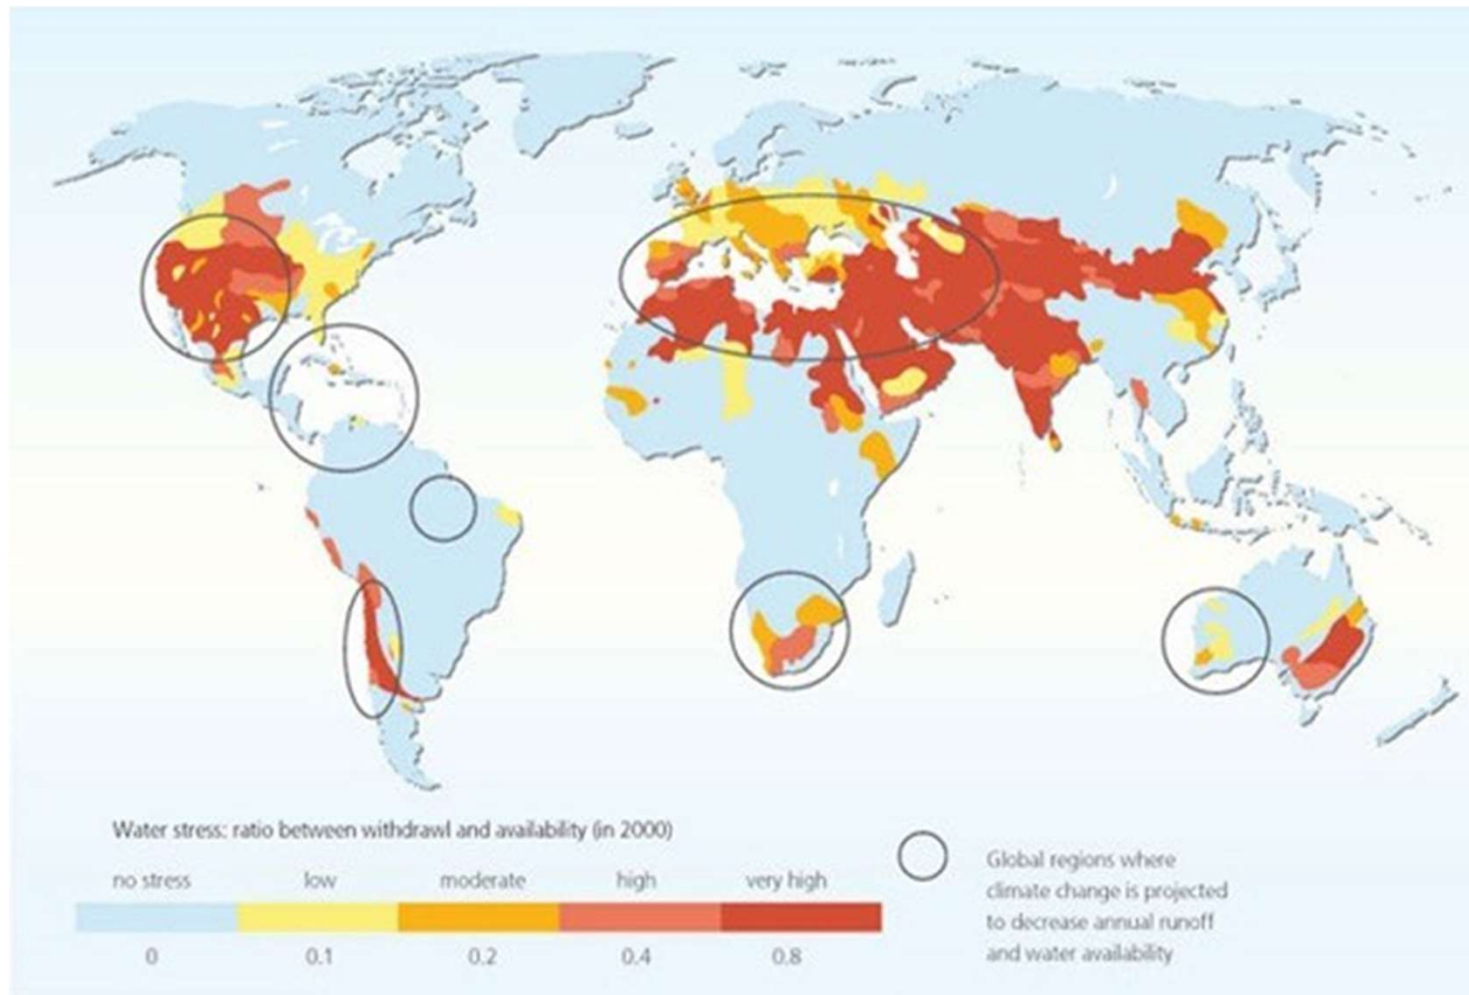 Water stress: ratio between withdrawl and availability (in 2000)
no stress low moderate high very high
0 0.1 0.2 0.4 0.8
Global regions where
climate change is projected
to decrease annual runoff
and water availability